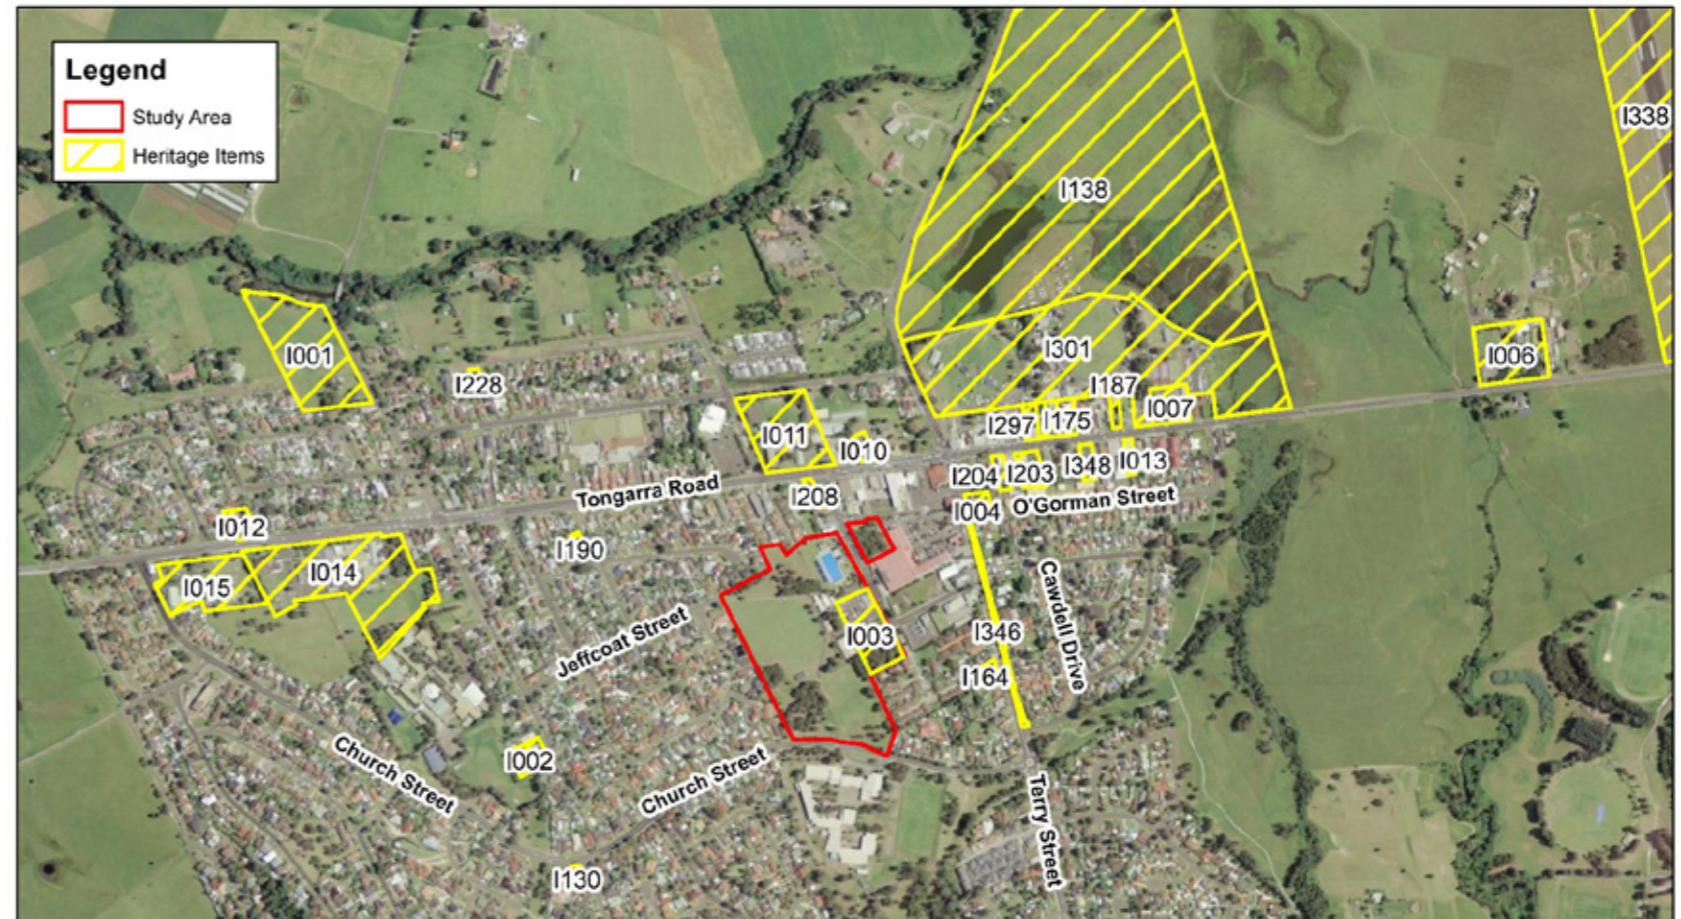 Legend
Study Area
Heritage Items
I338
I138
I001
I301
I006
I228
I187
I007
I297
I175
I011
I010
I204
I203
I348
I013
Tongarra Road
I208
I004
O'Gorman Street
I012
I190
I015
I014
Cawdell Drive
Jeffcoat Street
I003
I346
I164
Church Street
I002
Church Street
Terry Street
I130